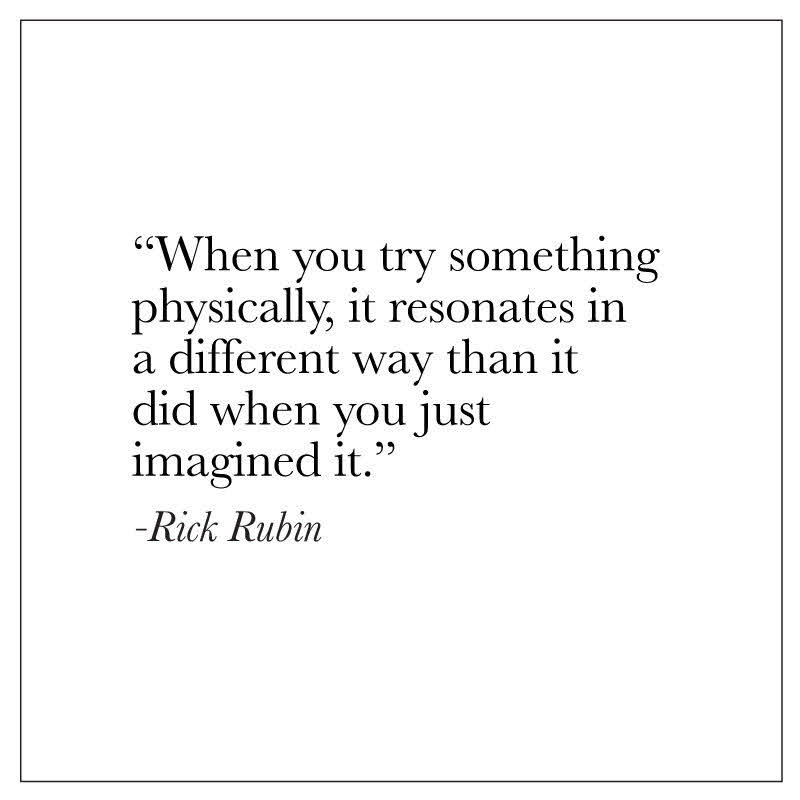 “When you try something
physically, it resonates in
a different way than it
did when you just
imagined it.”
-Rick Rubin